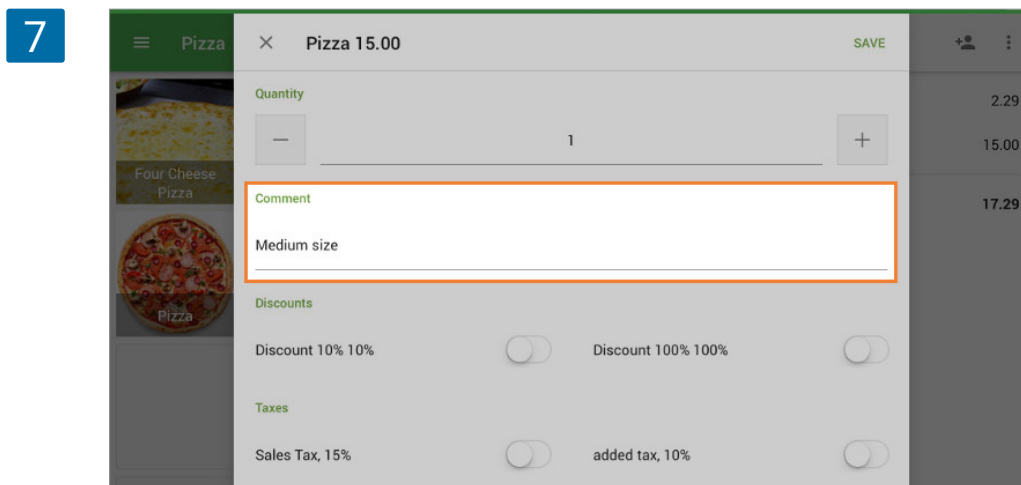 7
Pizza
Pizza 15.00
SAVE
Quantity
1
2.29
15.00
17.29
Four Cheese
Pizza
Pizza
Comment
Medium size
Discounts
Discount 10% 10%
Discount 100% 100%
Taxes
Sales Tax, 15%
added tax, 10%